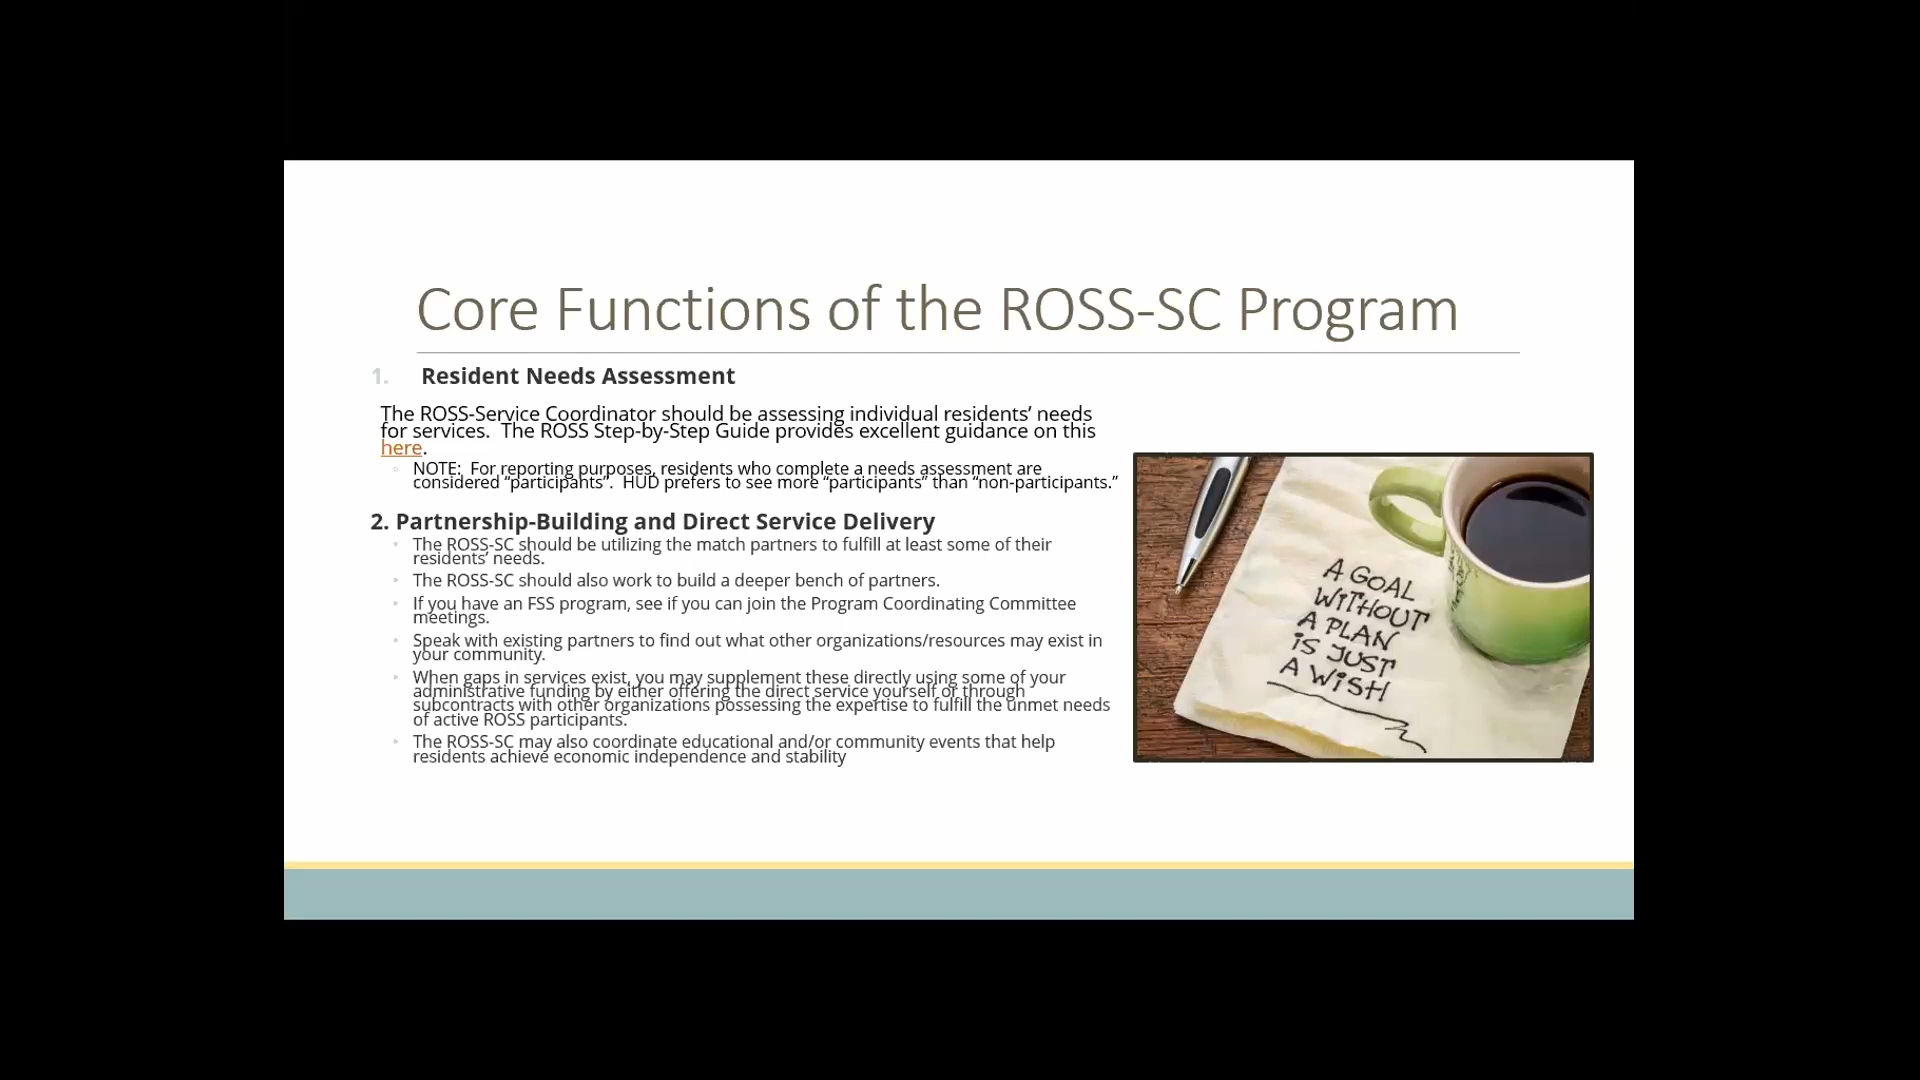 Core Functions of the ROSS-SC Program
1. Resident Needs Assessment
The ROSS-Service Coordinator should be assessing individual residents’ needs
for services.  The ROSS Step-by-Step Guide provides excellent guidance on this
here.
NOTE:  For reporting purposes, residents who complete a needs assessment are
considered “participants”.  HUD prefers to see more “participants” than “non-participants.”
2. Partnership-Building and Direct Service Delivery
The ROSS-SC should be utilizing the match partners to fulfill at least some of their
residents’ needs.
The ROSS-SC should also work to build a deeper bench of partners.
If you have an FSS program, see if you can join the Program Coordinating Committee
meetings.
Speak with existing partners to find out what other organizations/resources may exist in
your community.
When gaps in services exist, you may supplement these directly using some of your
administrative funding by either offering the direct service yourself or through
subcontracts with other organizations possessing the expertise to fulfill the unmet needs
of active ROSS participants.
The ROSS-SC may also coordinate educational and/or community events that help
residents achieve economic independence and stability
A GOAL
WITHOUT
A PLAN
IS JUST
A WISH